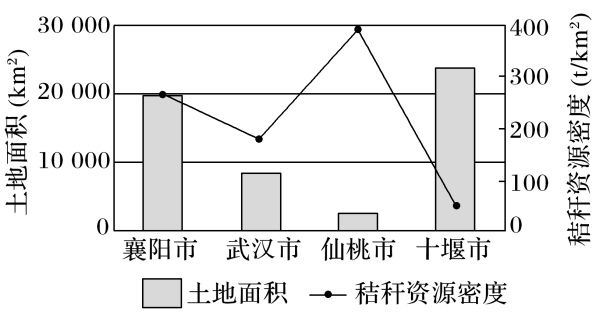 土地面积 (km²)
30 000
20 000
10 000
0
400
300
200
100
0
秸秆资源密度 (t/km²)
襄阳市 武汉市 仙桃市 十堰市
土地面积 秸秆资源密度